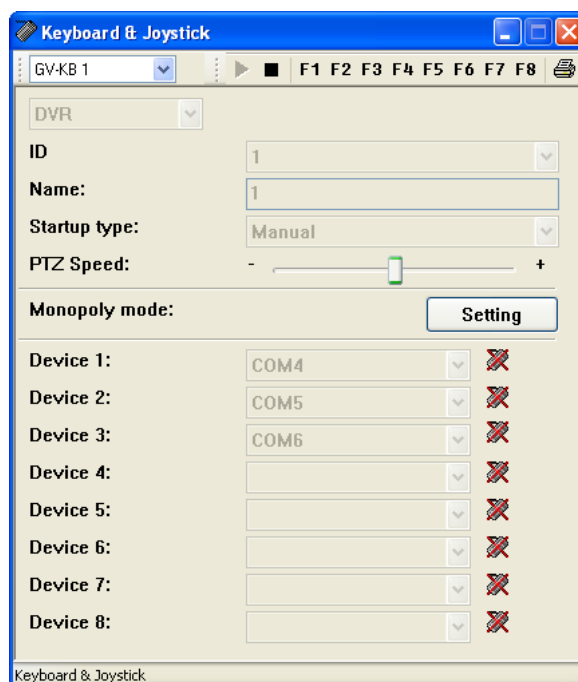 Keyboard & Joystick
GV-KB 1 F1 F2 F3 F4 F5 F6 F7 F8
DVR
ID 1
Name: 1
Startup type: Manual
PTZ Speed: - +
Monopoly mode: Setting
Device 1: COM4
Device 2: COM5
Device 3: COM6
Device 4:
Device 5:
Device 6:
Device 7:
Device 8:
Keyboard & Joystick